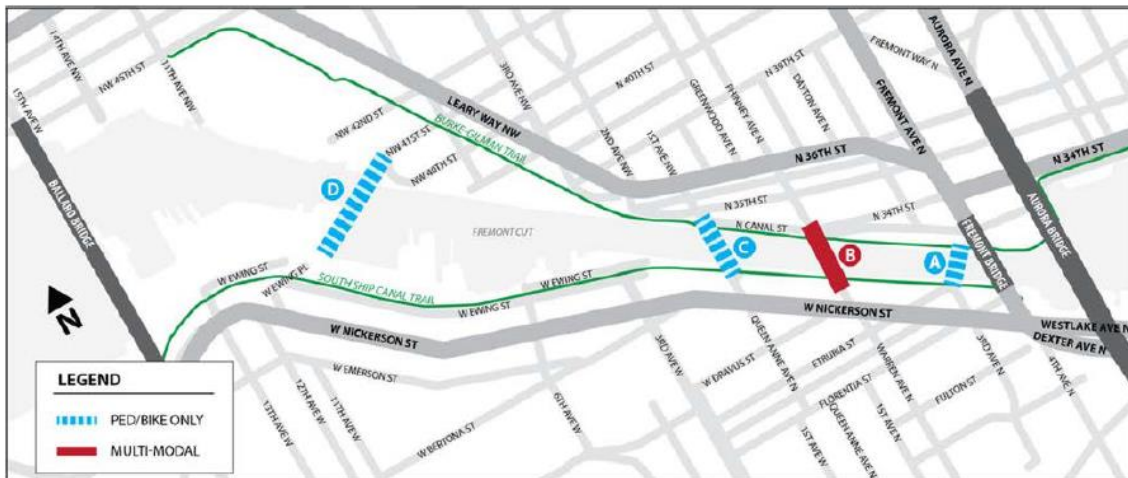 14TH AVE NW
11TH AVE NW
NW 45TH ST
15TH AVE W
BALLARD BRIDGE
NW 42ND ST
NW 41ST ST
NW 40TH ST
LEARY WAY NW
BURKE-GILMAN TRAIL
3RD AVE NW
2ND AVE NW
1ST AVE NW
N 40TH ST
GREENWOOD AVE
PHINNEY AVE
N 39TH ST
DAYTON AVE
FREMONT AVE N
FREMONT WAY N
AURORA AVE N
N 36TH ST
N 35TH ST
N 34TH ST
N 34TH ST
N CANAL ST
FREMONT CUT
D
C
B
A
FREMONT BRIDGE
AURORA BRIDGE
W EWING ST
W EWING PL
SOUTH SHIP CANAL TRAIL
W EWING ST
W EWING ST
W NICKERSON ST
W NICKERSON ST
WESTLAKE AVE N
DEXTER AVE N
N
W EMERSON ST
13TH AVE W
12TH AVE W
11TH AVE W
W BERTONA ST
6TH AVE W
3RD AVE W
W DRAVUS ST
QUEEN ANNE AVE N
ETRURIA ST
FLORENTIA ST
WARREN AVE N
FULTON ST
3RD AVE N
4TH AVE N
1ST AVE W
QUEEN ANNE AVE N
1ST AVE N
LEGEND
PED/BIKE ONLY
MULTI-MODAL